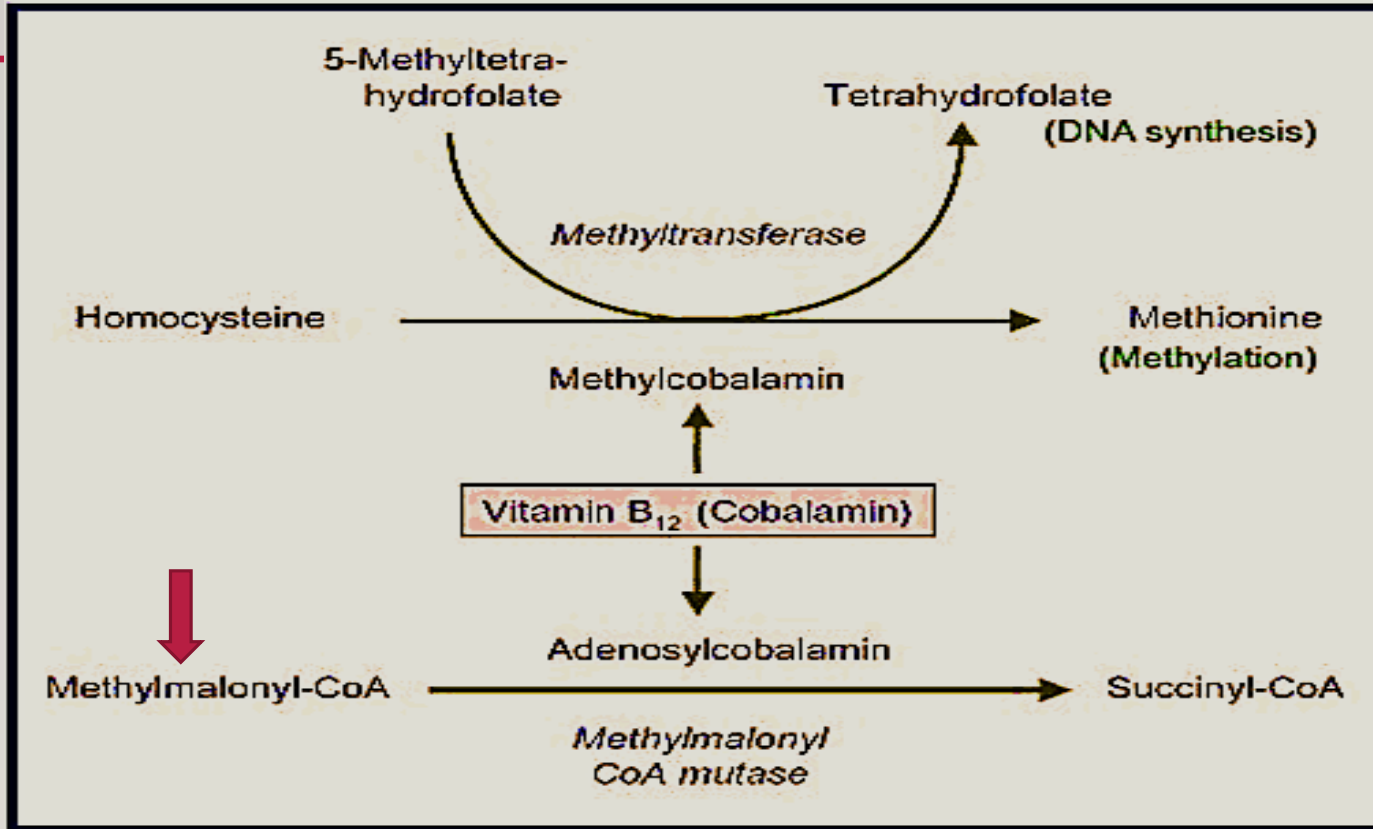 5-Methyltetra-
hydrofolate
Tetrahydrofolate
(DNA synthesis)
Methyltransferase
Homocysteine
Methionine
(Methylation)
Methylcobalamin
Vitamin B₁₂ (Cobalamin)
Adenosylcobalamin
Methylmalonyl-CoA
Succinyl-CoA
Methylmalonyl
CoA mutase